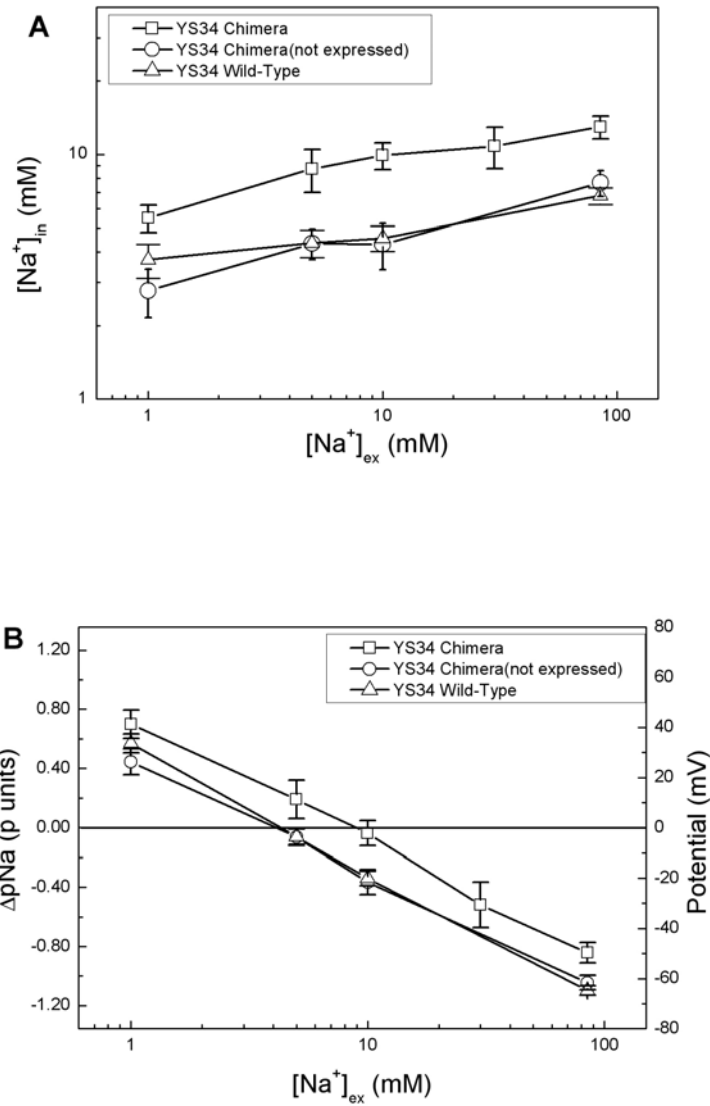 A
YS34 Chimera
YS34 Chimera(not expressed)
YS34 Wild-Type
10
1
[Na+]in (mM)
1 10 100
[Na+]ex (mM)
B
YS34 Chimera
YS34 Chimera(not expressed)
YS34 Wild-Type
1.20
0.80
0.40
0.00
-0.40
-0.80
-1.20
ΔpNa (p units)
80
60
40
20
0
-20
-40
-60
-80
Potential (mV)
1 10 100
[Na+]ex (mM)